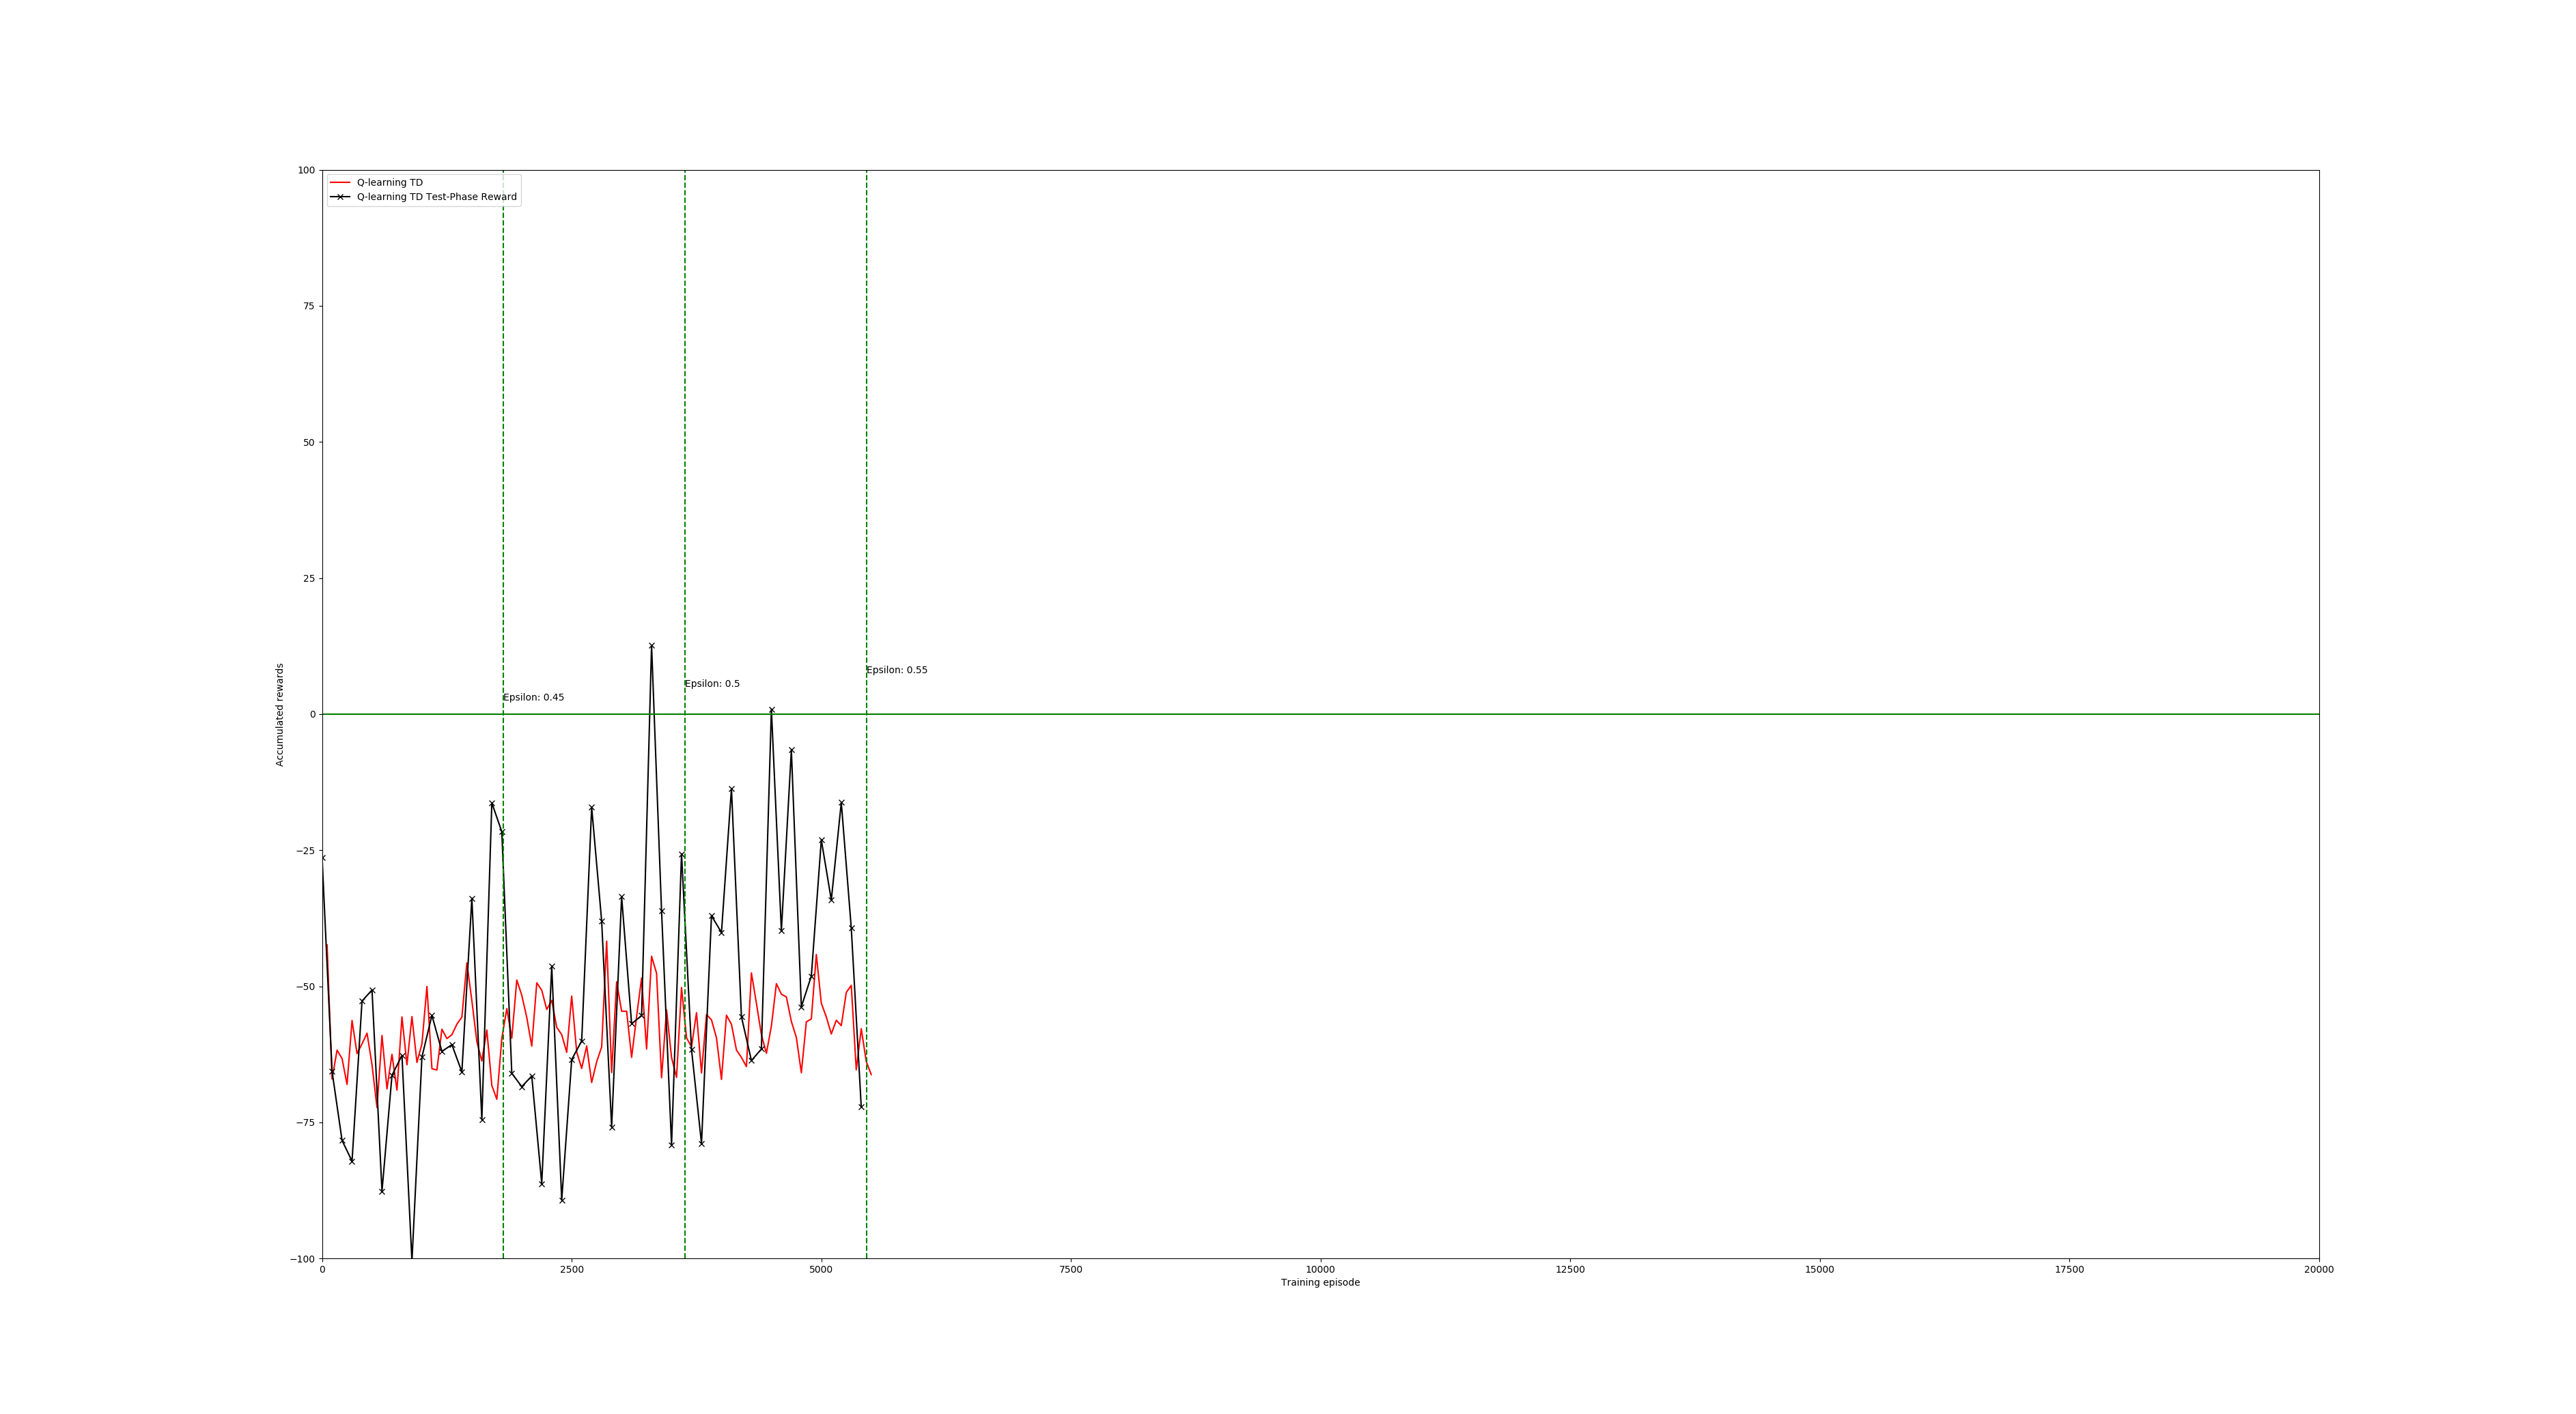 100
Q-learning TD
Q-learning TD Test-Phase Reward
75
50
25
Epsilon: 0.55
Epsilon: 0.5
Epsilon: 0.45
0
Accumulated rewards
−25
−50
−75
−100
0 2500 5000 7500 10000 12500 15000 17500 20000
Training episode